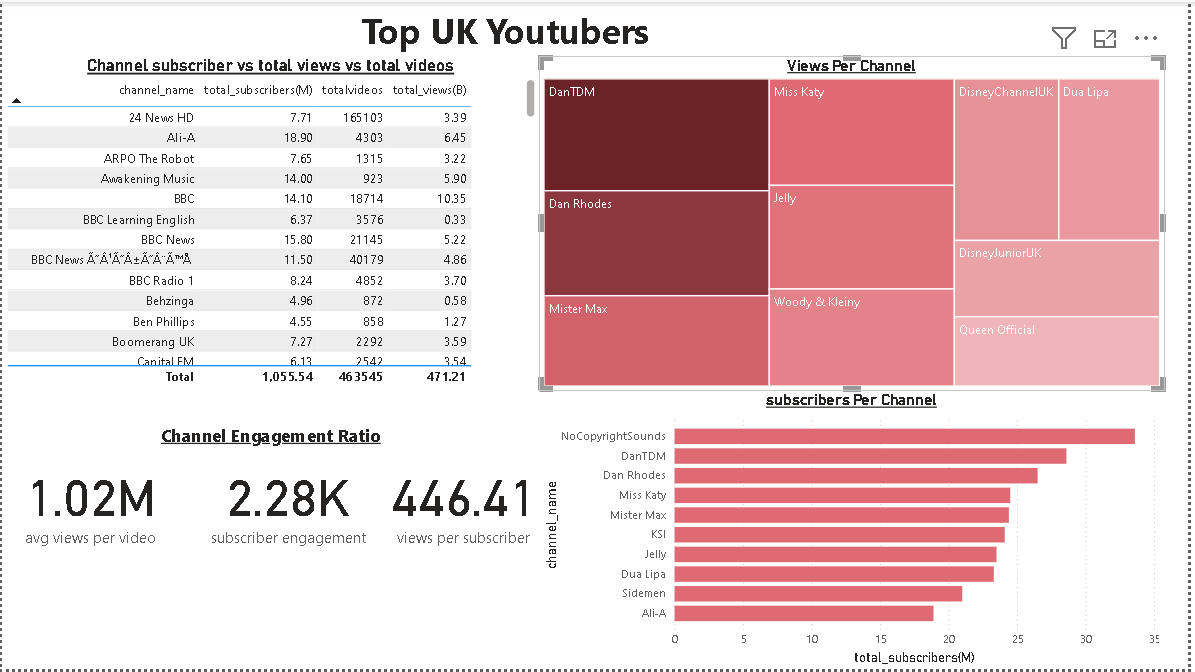 Top UK Youtubers
Channel subscriber vs total views vs total videos
channel_name total_subscribers(M) totalvideos total_views(B)
24 News HD 7.71 165103 3.39
Ali-A 18.90 4303 6.45
ARPO The Robot 7.65 1315 3.22
Awakening Music 14.00 923 5.90
BBC 14.10 18714 10.35
BBC Learning English 6.37 3576 0.33
BBC News 15.80 21145 5.22
BBC News 11.50 40179 4.86
BBC Radio 1 8.24 4852 3.70
Behzinga 4.96 872 0.58
Ben Phillips 4.55 858 1.27
Boomerang UK 7.27 2292 3.59
Capital FM 6.13 2542 3.54
Total 1,055.54 463545 471.21
Views Per Channel
DanTDM
Dan Rhodes
Mister Max
Miss Katy
Jelly
Woody & Kleiny
DisneyChannelUK
Dua Lipa
DisneyJuniorUK
Queen Official
Channel Engagement Ratio
1.02M
avg views per video
2.28K
subscriber engagement
446.41
views per subscriber
subscribers Per Channel
channel_name
NoCopyrightSounds
DanTDM
Dan Rhodes
Miss Katy
Mister Max
KSI
Jelly
Dua Lipa
Sidemen
Ali-A
0 5 10 15 20 25 30 35
total_subscribers(M)